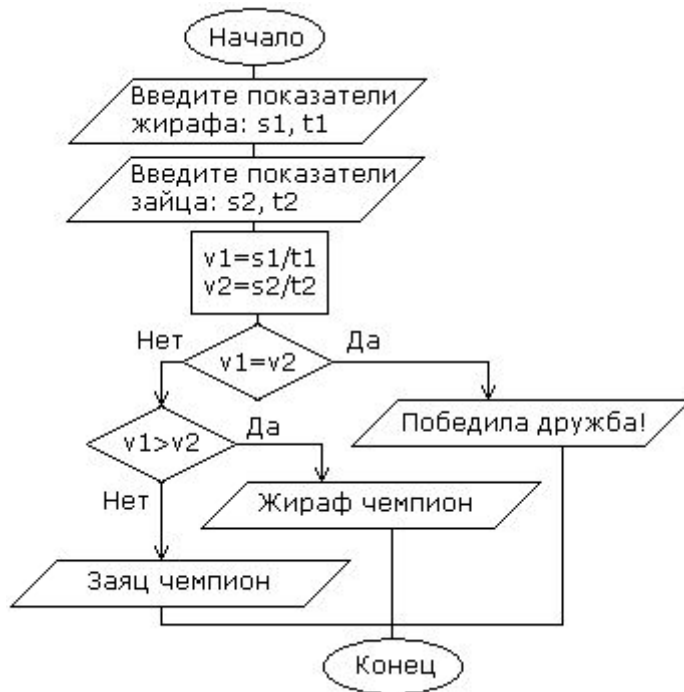 Начало
Введите показатели
жирафа: s1, t1
Введите показатели
зайца: s2, t2
v1=s1/t1
v2=s2/t2
Нет
Да
v1=v2
Победила дружба!
v1>v2
Да
Нет
Жираф чемпион
Заяц чемпион
Конец